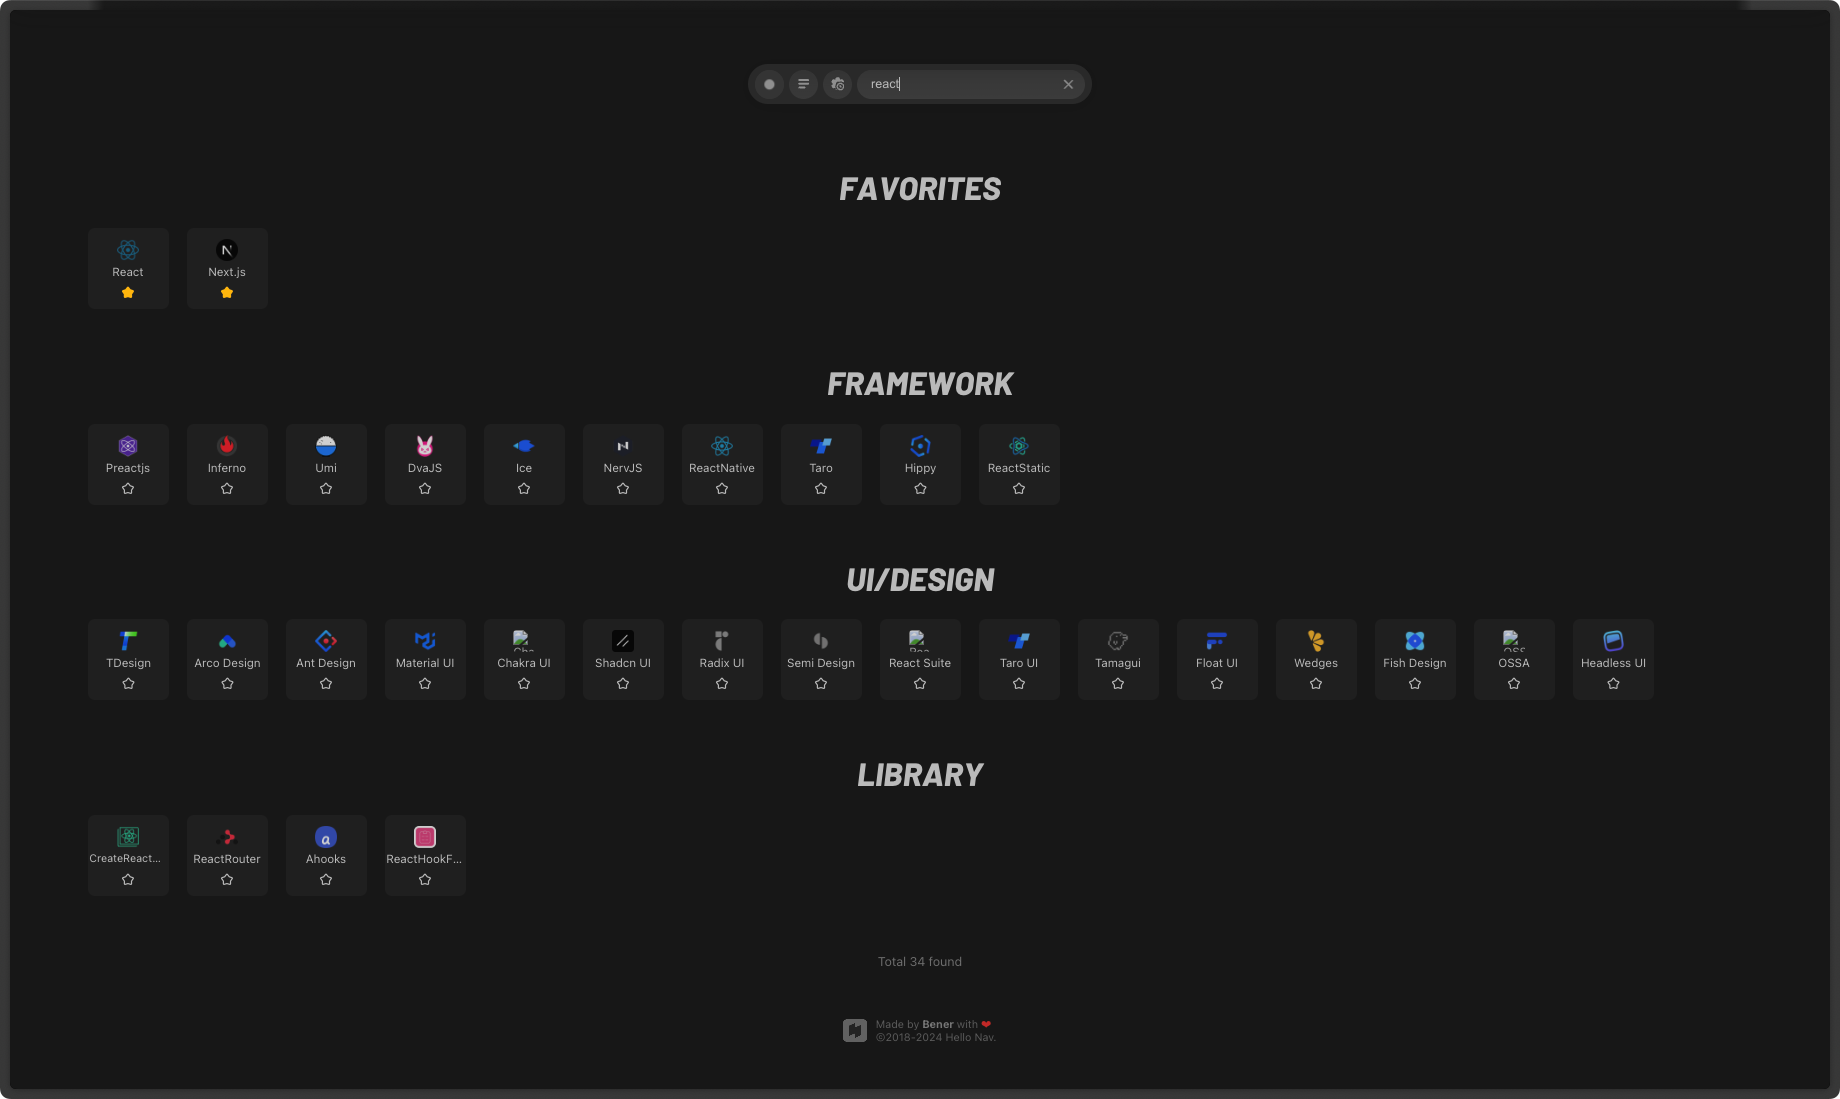 react
FAVORITES
React
Next.js
FRAMEWORK
Preactjs
Inferno
Umi
DvaJS
Ice
NervJS
ReactNative
Taro
Hippy
ReactStatic
UI/DESIGN
TDesign
Arco Design
Ant Design
Material UI
Chakra UI
Shadcn UI
Radix UI
Semi Design
React Suite
Taro UI
Tamagui
Float UI
Wedges
Fish Design
OSSA
Headless UI
LIBRARY
CreateReact...
ReactRouter
Ahooks
ReactHookF...
Total 34 found
Made by Bener with ❤
©2018-2024 Hello Nav.